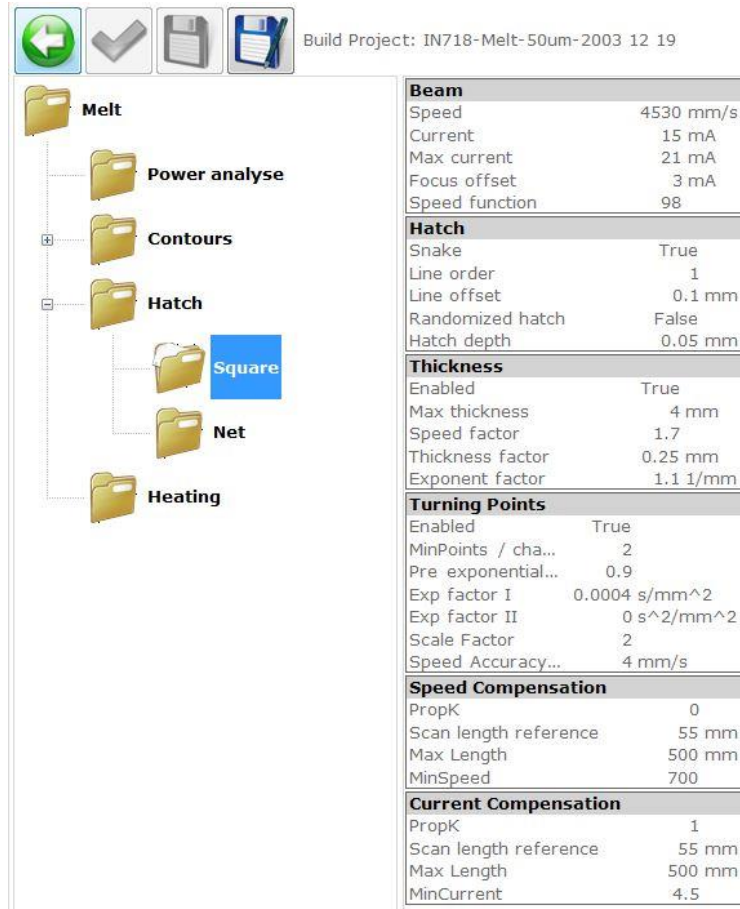 Build Project: IN718-Melt-50um-2003 12 19
Melt
Power analyse
Contours
Hatch
Square
Net
Heating
Beam
Speed 4530 mm/s
Current 15 mA
Max current 21 mA
Focus offset 3 mA
Speed function 98
Hatch
Snake True
Line order 1
Line offset 0.1 mm
Randomized hatch False
Hatch depth 0.05 mm
Thickness
Enabled True
Max thickness 4 mm
Speed factor 1.7
Thickness factor 0.25 mm
Exponent factor 1.1 1/mm
Turning Points
Enabled True
MinPoints / cha... 2
Pre exponential... 0.9
Exp factor I 0.0004 s/mm^2
Exp factor II 0 s^2/mm^2
Scale Factor 2
Speed Accuracy... 4 mm/s
Speed Compensation
PropK 0
Scan length reference 55 mm
Max Length 500 mm
MinSpeed 700
Current Compensation
PropK 1
Scan length reference 55 mm
Max Length 500 mm
MinCurrent 4.5